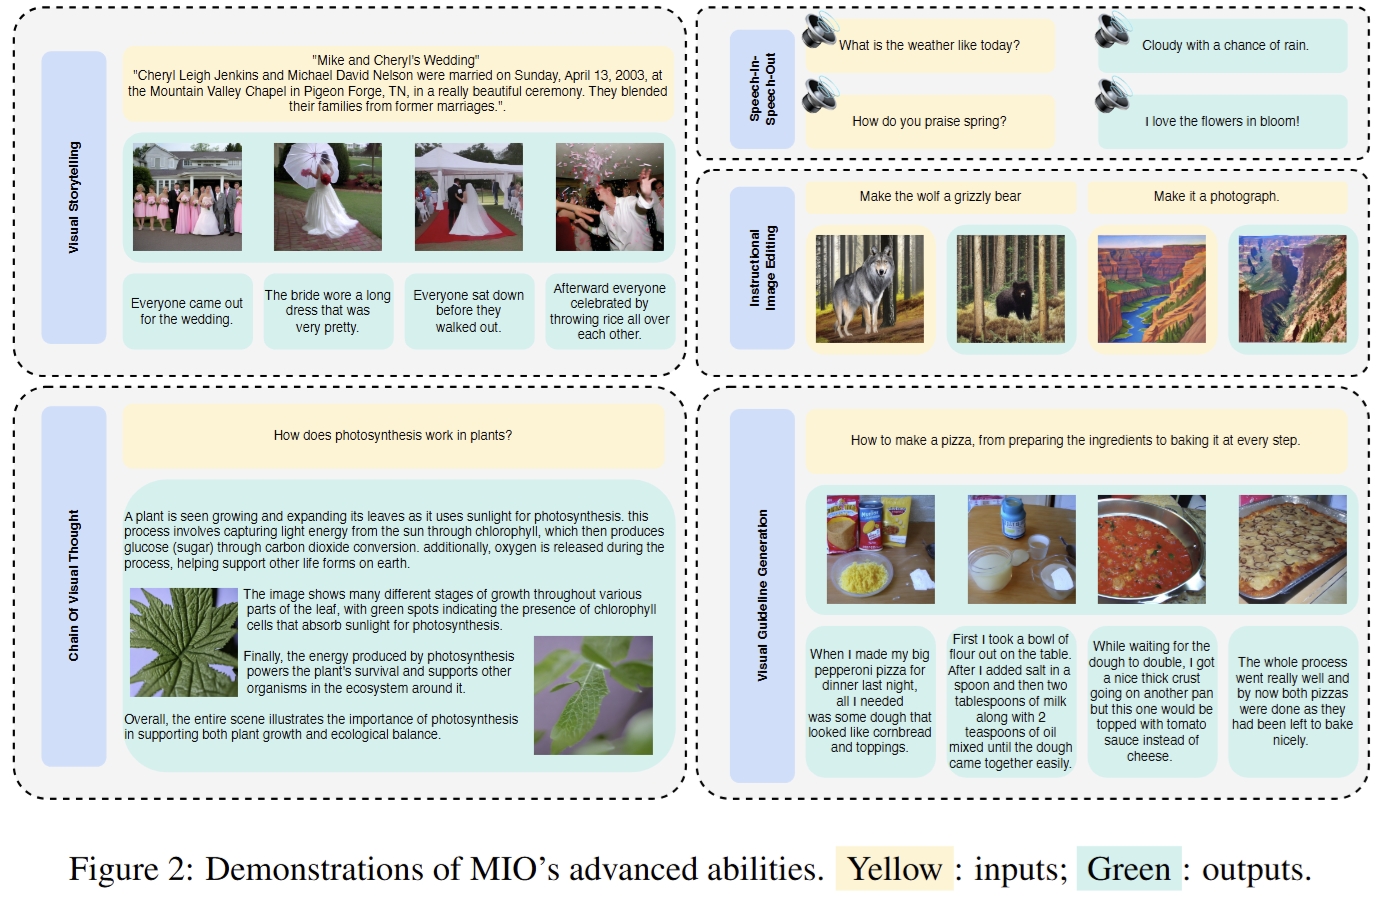 Visual Storytelling
"Mike and Cheryl's Wedding"
"Cheryl Leigh Jenkins and Michael David Nelson were married on Sunday, April 13, 2003, at
the Mountain Valley Chapel in Pigeon Forge, TN, in a really beautiful ceremony. They blended
their families from former marriages.".
Everyone came out
for the wedding.
The bride wore a long
dress that was
very pretty.
Everyone sat down
before they
walked out.
Afterward everyone
celebrated by
throwing rice all over
each other.
Speech-In-
Speech-Out
What is the weather like today?
Cloudy with a chance of rain.
How do you praise spring?
I love the flowers in bloom!
Instructional
Image Editing
Make the wolf a grizzly bear
Make it a photograph.
Chain Of Visual Thought
How does photosynthesis work in plants?
A plant is seen growing and expanding its leaves as it uses sunlight for photosynthesis. this
process involves capturing light energy from the sun through chlorophyll, which then produces
glucose (sugar) through carbon dioxide conversion. additionally, oxygen is released during the
process, helping support other life forms on earth.
The image shows many different stages of growth throughout various
parts of the leaf, with green spots indicating the presence of chlorophyll
cells that absorb sunlight for photosynthesis.
Finally, the energy produced by photosynthesis
powers the plant's survival and supports other
organisms in the ecosystem around it.
Overall, the entire scene illustrates the importance of photosynthesis
in supporting both plant growth and ecological balance.
Visual Guideline Generation
How to make a pizza, from preparing the ingredients to baking it at every step.
When I made my big
pepperoni pizza for
dinner last night,
all I needed
was some dough that
looked like cornbread
and toppings.
First I took a bowl of
flour out on the table.
After I added salt in a
spoon and then two
tablespoons of milk
along with 2
teaspoons of oil
mixed until the dough
came together easily.
While waiting for the
dough to double, I got
a nice thick crust
going on another pan
but this one would be
topped with tomato
sauce instead of
cheese.
The whole process
went really well and
by now both pizzas
were done as they
had been left to bake
nicely.
Figure 2: Demonstrations of MIO's advanced abilities. Yellow : inputs; Green : outputs.